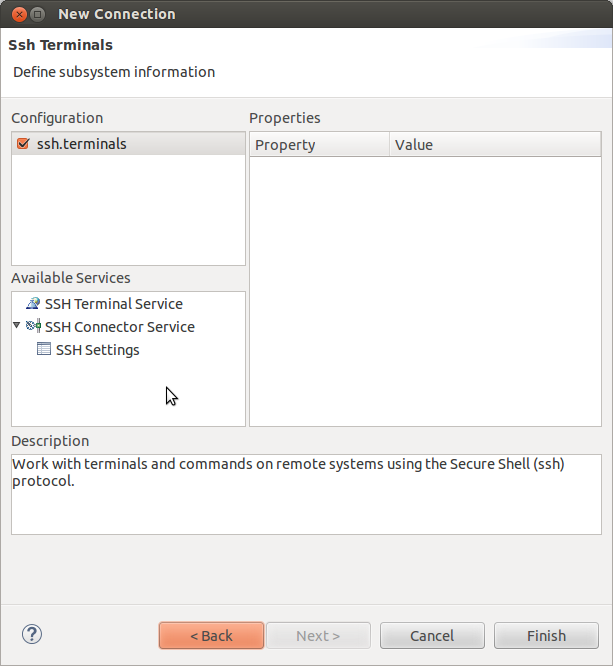 New Connection
Ssh Terminals
Define subsystem information
Configuration
Properties
ssh.terminals
Property
Value
Available Services
SSH Terminal Service
SSH Connector Service
SSH Settings
Description
Work with terminals and commands on remote systems using the Secure Shell (ssh)
protocol.
?
< Back
Next >
Cancel
Finish